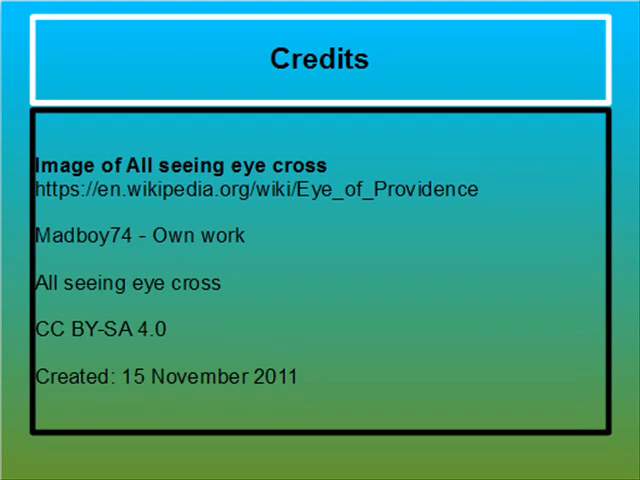 Credits
Image of All seeing eye cross
https://en.wikipedia.org/wiki/Eye_of_Providence
Madboy74 - Own work
All seeing eye cross
CC BY-SA 4.0
Created: 15 November 2011